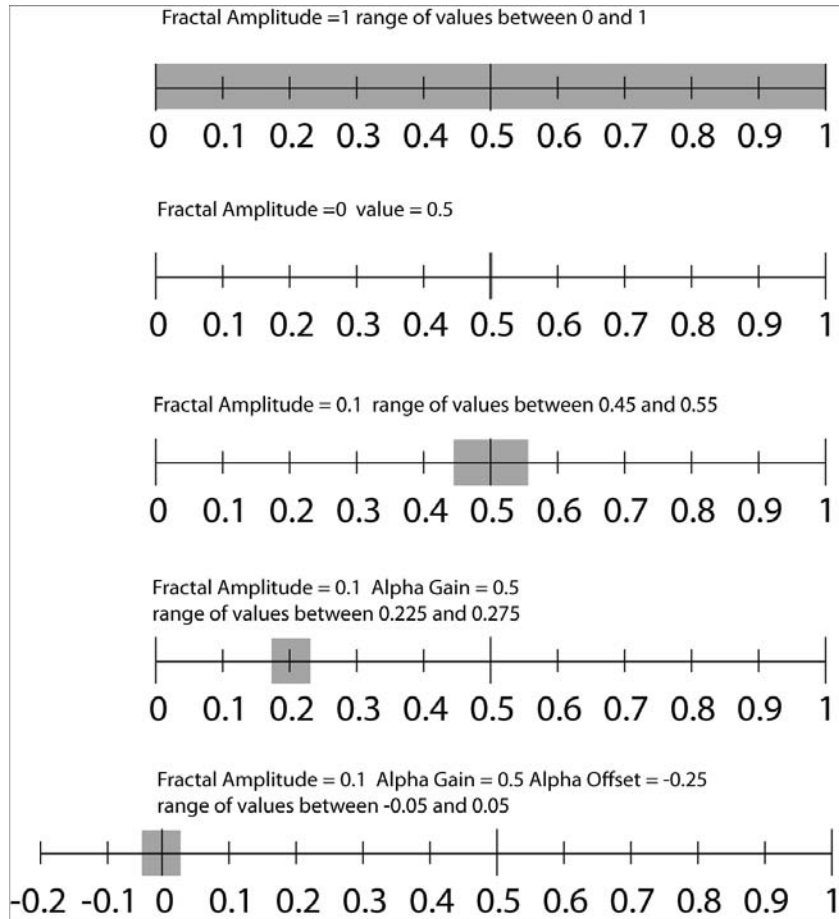 Fractal Amplitude =1 range of values between 0 and 1
0 0.1 0.2 0.3 0.4 0.5 0.6 0.7 0.8 0.9 1
Fractal Amplitude =0 value = 0.5
0 0.1 0.2 0.3 0.4 0.5 0.6 0.7 0.8 0.9 1
Fractal Amplitude = 0.1 range of values between 0.45 and 0.55
0 0.1 0.2 0.3 0.4 0.5 0.6 0.7 0.8 0.9 1
Fractal Amplitude = 0.1 Alpha Gain = 0.5
range of values between 0.225 and 0.275
0 0.1 0.2 0.3 0.4 0.5 0.6 0.7 0.8 0.9 1
Fractal Amplitude = 0.1 Alpha Gain = 0.5 Alpha Offset = -0.25
range of values between -0.05 and 0.05
-0.2 -0.1 0 0.1 0.2 0.3 0.4 0.5 0.6 0.7 0.8 0.9 1